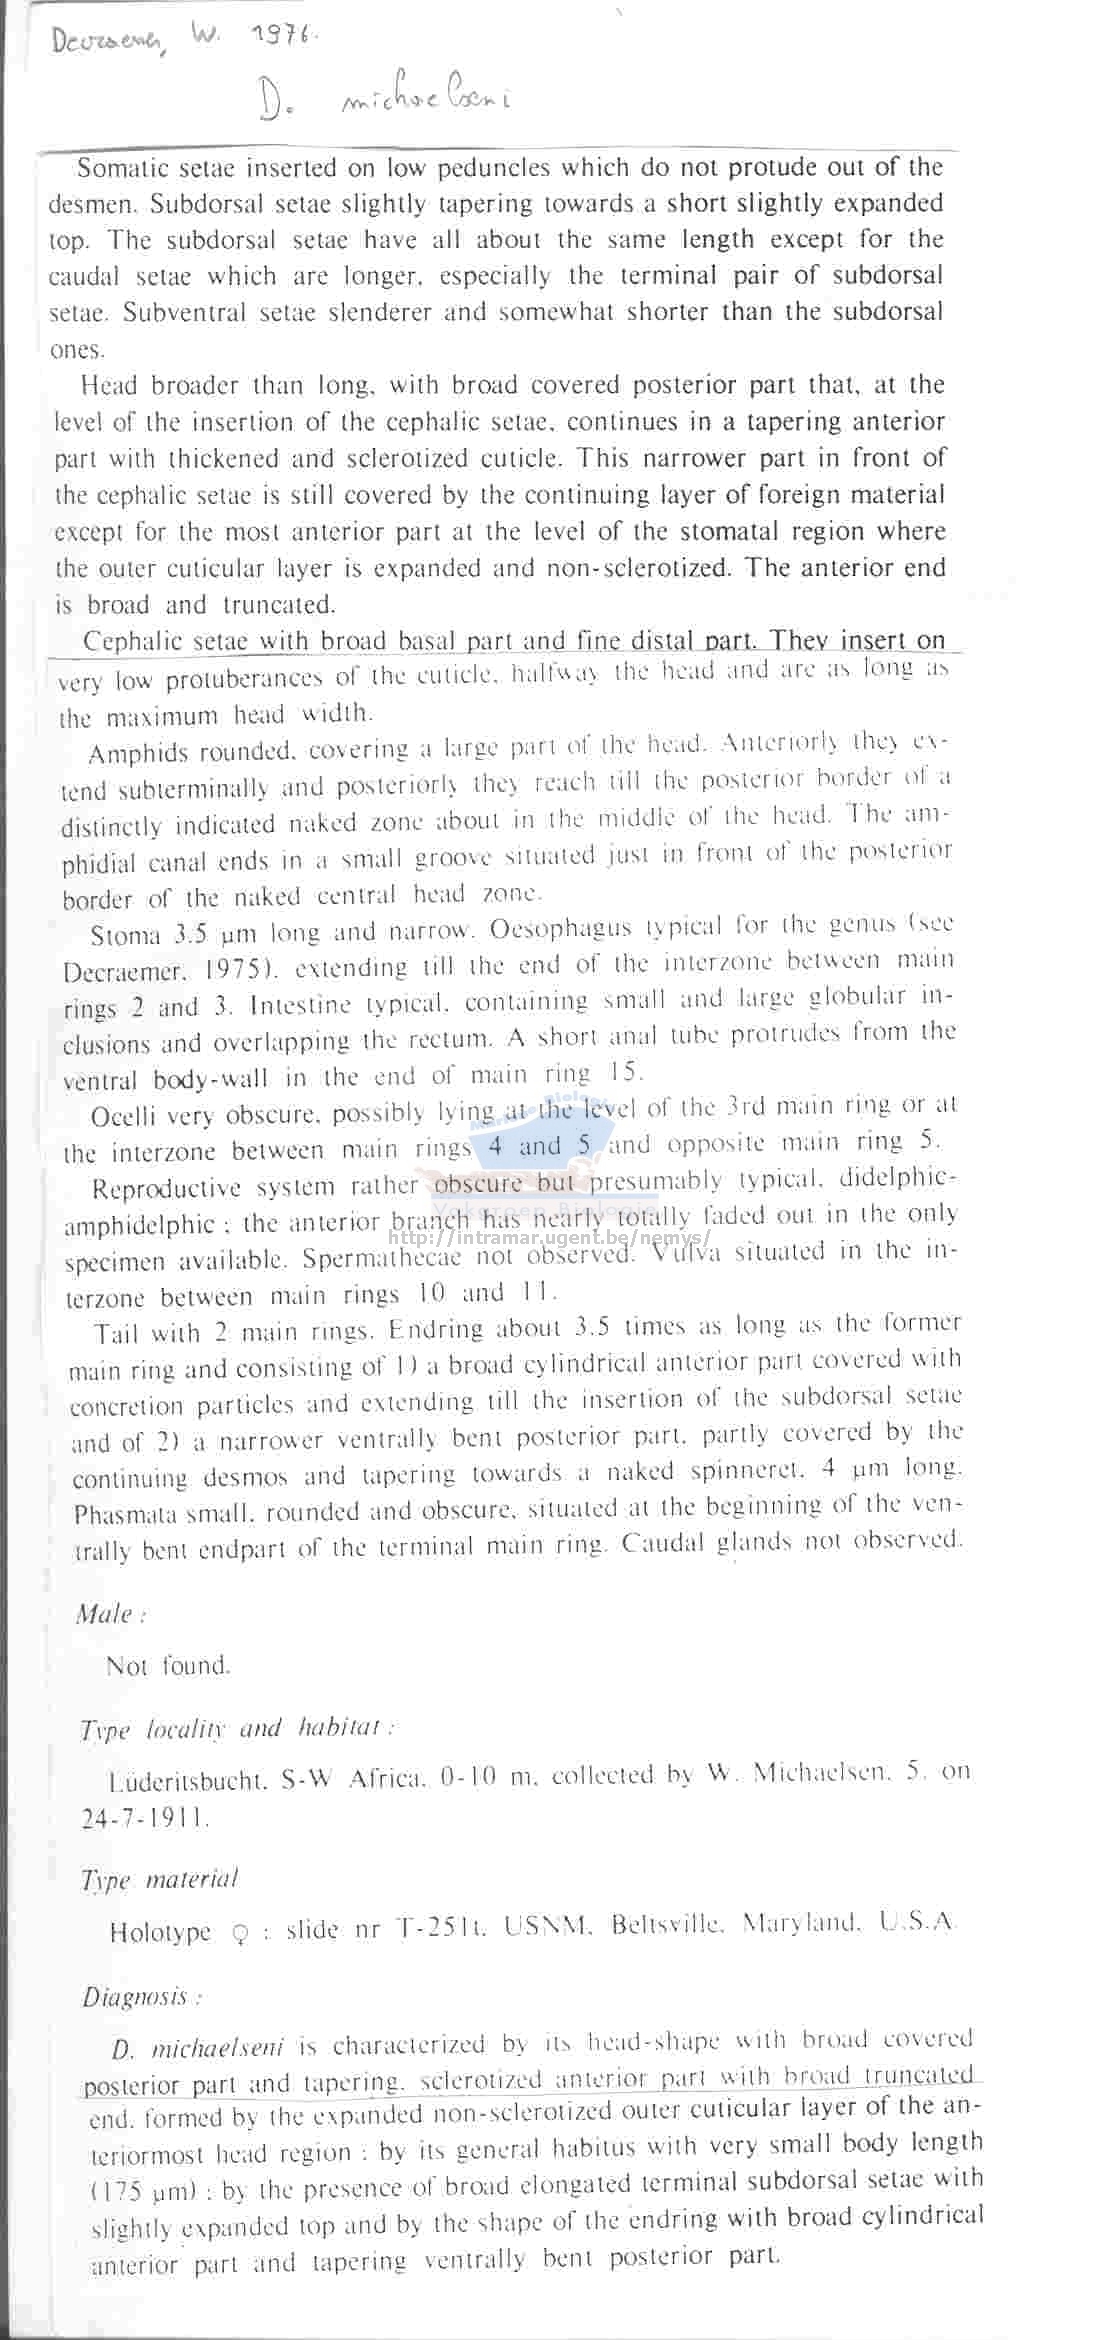 Decraemer, W. 1976.
D. michaelseni
Somatic setae inserted on low peduncles which do not protude out of the
desmen. Subdorsal setae slightly tapering towards a short slightly expanded
top. The subdorsal setae have all about the same length except for the
caudal setae which are longer, especially the terminal pair of subdorsal
setae. Subventral setae slenderer and somewhat shorter than the subdorsal
ones.
Head broader than long, with broad covered posterior part that, at the
level of the insertion of the cephalic setae, continues in a tapering anterior
part with thickened and sclerotized cuticle. This narrower part in front of
the cephalic setae is still covered by the continuing layer of foreign material
except for the most anterior part at the level of the stomatal region where
the outer cuticular layer is expanded and non-sclerotized. The anterior end
is broad and truncated.
Cephalic setae with broad basal part and fine distal part. They insert on
very low protuberances of the cuticle, halfway the head and are as long as
the maximum head width.
Amphids rounded, covering a large part of the head. Anteriorly they ex-
tend subterminally and posteriorly they reach till the posterior border of a
distinctly indicated naked zone about in the middle of the head. The am-
phidial canal ends in a small groove situated just in front of the posterior
border of the naked central head zone.
Stoma 3.5 µm long and narrow. Oesophagus typical for the genus (see
Decraemer, 1975), extending till the end of the interzone between main
rings 2 and 3. Intestine typical, containing small and large globular in-
clusions and overlapping the rectum. A short anal tube protrudes from the
ventral body-wall in the end of main ring 15.
Ocelli very obscure, possibly lying at the level of the 3rd main ring or at
the interzone between main rings 4 and 5 and opposite main ring 5.
Reproductive system rather obscure but presumably typical, didelphic-
amphidelphic ; the anterior branch has nearly totally faded out in the only
http://intramar.ugent.be/nemys/
specimen available. Spermathecae not observed. Vulva situated in the in-
terzone between main rings 10 and 11.
Tail with 2 main rings. Endring about 3.5 times as long as the former
main ring and consisting of 1) a broad cylindrical anterior part covered with
concretion particles and extending till the insertion of the subdorsal setae
and of 2) a narrower ventrally bent posterior part, partly covered by the
continuing desmos and tapering towards a naked spinneret, 4 µm long.
Phasmata small, rounded and obscure, situated at the beginning of the ven-
trally bent endpart of the terminal main ring. Caudal glands not observed.
Male :
Not found.
Type locality and habitat :
Lüderitsbucht, S-W Africa, 0-10 m, collected by W. Michaelsen, 5, on
24-7-1911.
Type material
Holotype ♀ : slide nr T-251t, USNM, Beltsville, Maryland, U.S.A.
Diagnosis :
D. michaelseni is characterized by its head-shape with broad covered
posterior part and tapering, sclerotized anterior part with broad truncated
end, formed by the expanded non-sclerotized outer cuticular layer of the an-
teriormost head region ; by its general habitus with very small body length
(175 µm) ; by the presence of broad elongated terminal subdorsal setae with
slightly expanded top and by the shape of the endring with broad cylindrical
anterior part and tapering ventrally bent posterior part.